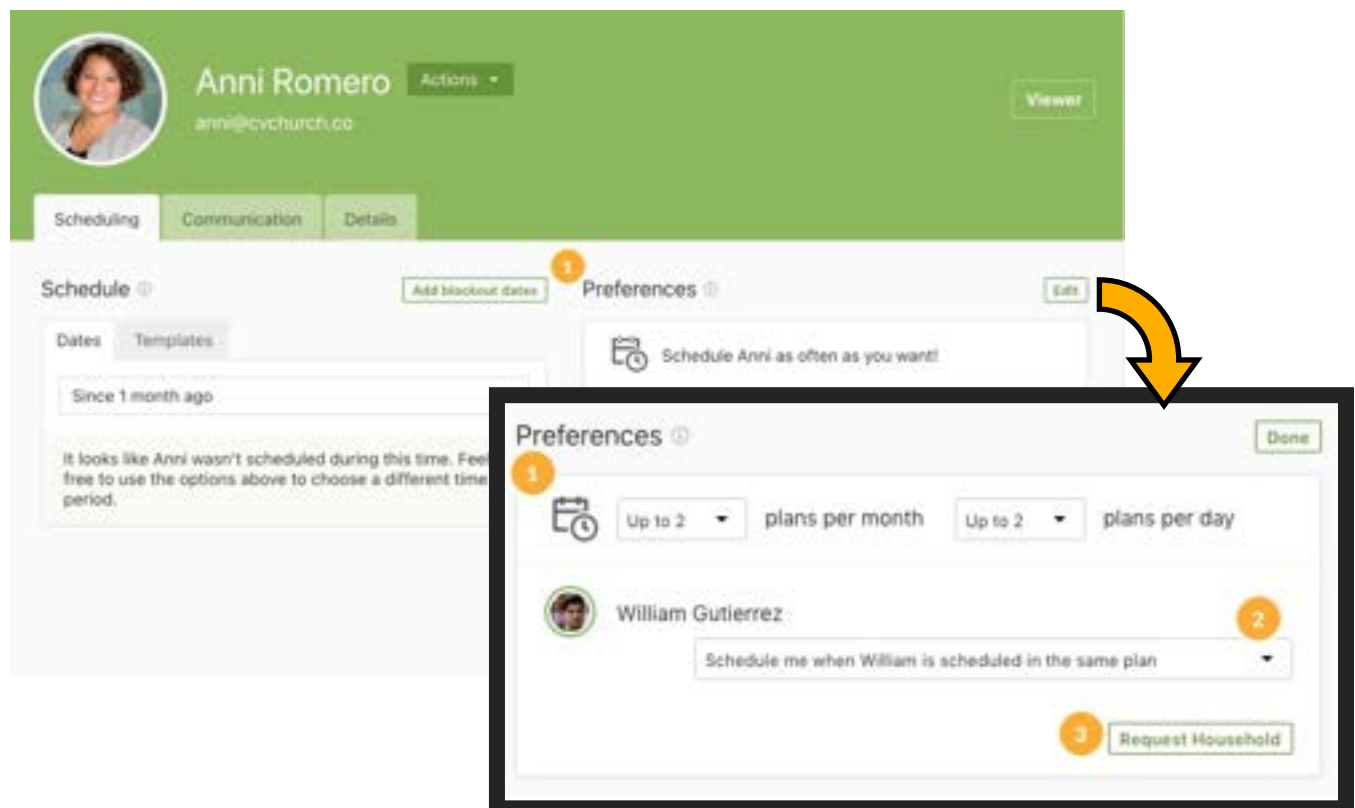 Anni Romero
Actions
anni@cvchurch.co
Viewer
Scheduling
Communication
Details
Schedule
Add blockout dates
1
Preferences
Edit
Dates
Templates
Schedule Anni as often as you want!
Since 1 month ago
It looks like Anni wasn't scheduled during this time. Feel
free to use the options above to choose a different time
period.
Preferences
Done
1
Up to 2
plans per month
Up to 2
plans per day
William Gutierrez
2
Schedule me when William is scheduled in the same plan
3
Request Household